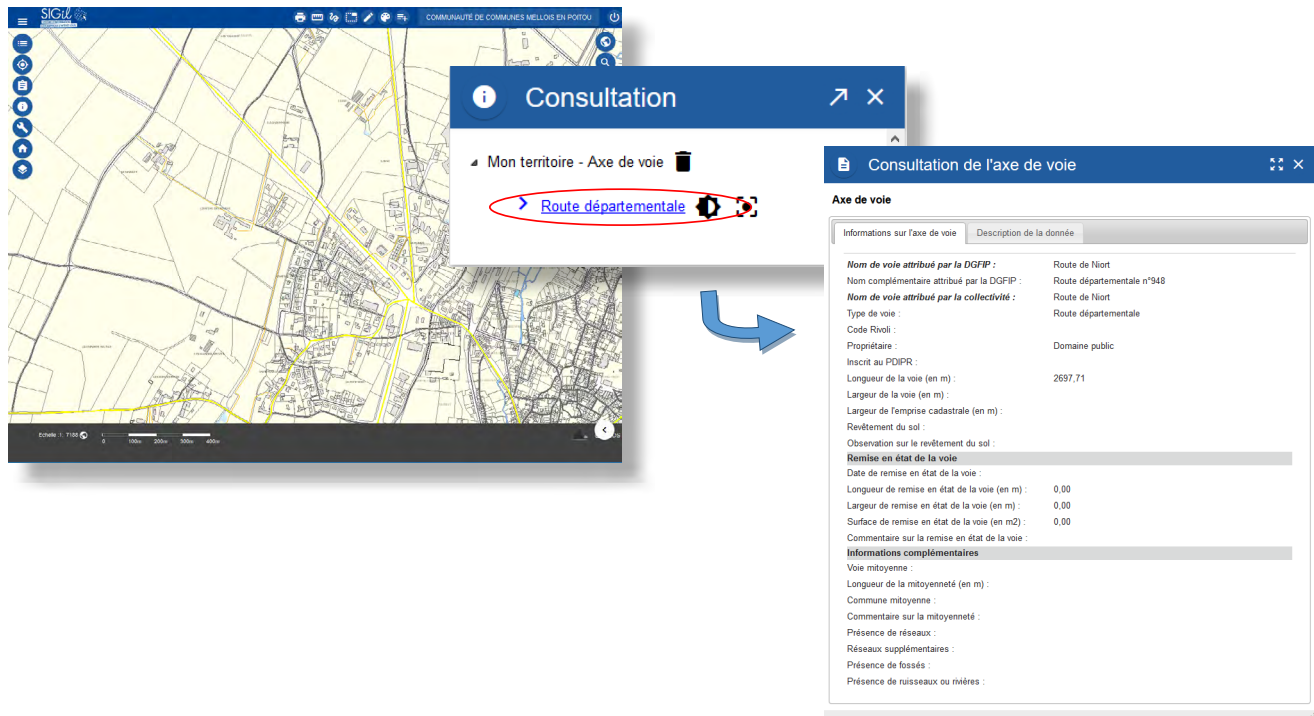 SIGil
COMMUNAUTÉ DE COMMUNES MELLOIS EN POITOU
Echelle : 1: 7188
0 100m 200m 300m 400m
Consultation
Mon territoire - Axe de voie
Route départementale
Consultation de l'axe de voie
Axe de voie
Informations sur l'axe de voie Description de la donnée
Nom de voie attribué par la DGFIP : Route de Niort
Nom complémentaire attribué par la DGFIP : Route départementale n°948
Nom de voie attribué par la collectivité : Route de Niort
Type de voie : Route départementale
Code Rivoli :
Propriétaire : Domaine public
Inscrit au PDIPR :
Longueur de la voie (en m) : 2697,71
Largeur de la voie (en m) :
Largeur de l'emprise cadastrale (en m) :
Revêtement du sol :
Observation sur le revêtement du sol :
Remise en état de la voie
Date de remise en état de la voie :
Longueur de remise en état de la voie (en m) : 0,00
Largeur de remise en état de la voie (en m) : 0,00
Surface de remise en état de la voie (en m2) : 0,00
Commentaire sur la remise en état de la voie :
Informations complémentaires
Voie mitoyenne :
Longueur de la mitoyenneté (en m) :
Commune mitoyenne :
Commentaire sur la mitoyenneté :
Présence de réseaux :
Réseaux supplémentaires :
Présence de fossés :
Présence de ruisseaux ou rivières :